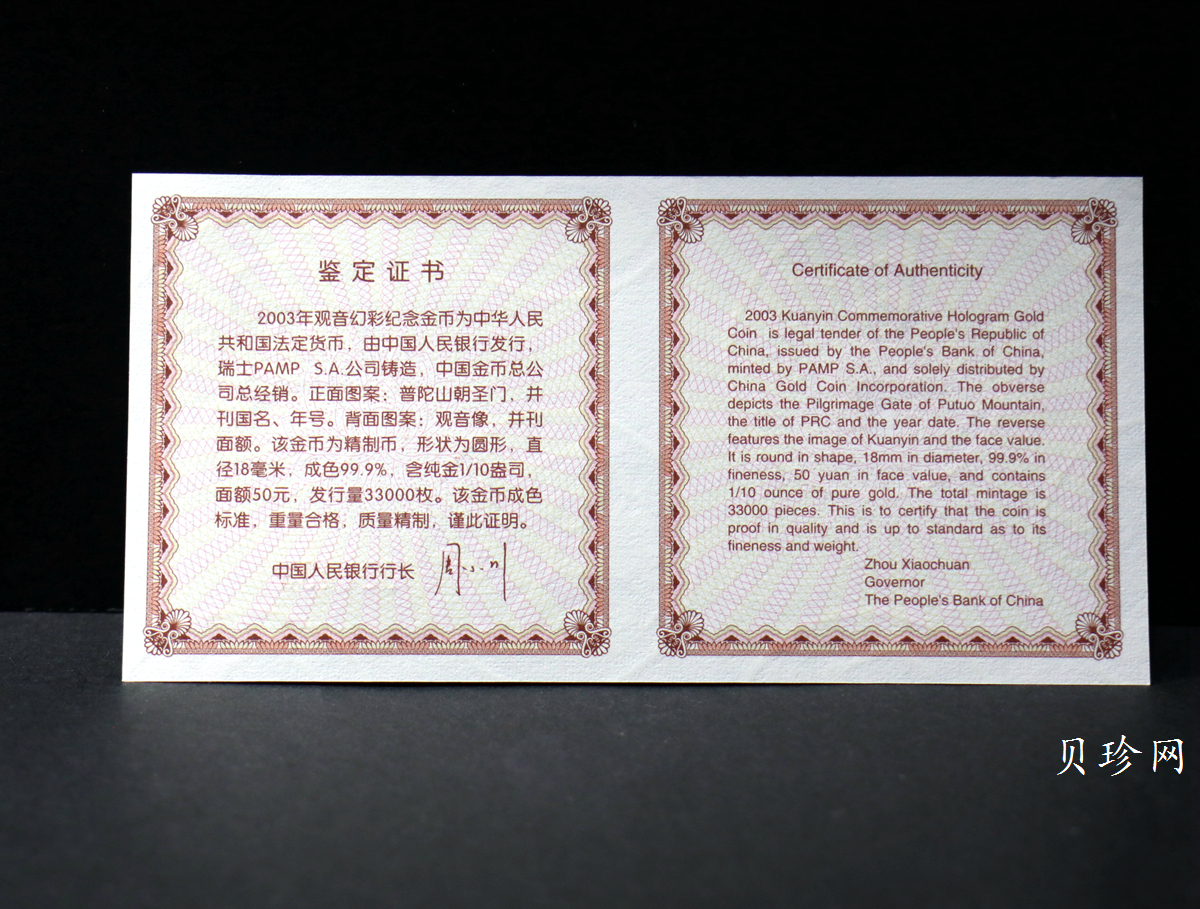 鉴定证书
2003年观音幻彩纪念金币为中华人民
共和国法定货币，由中国人民银行发行，
瑞士PAMP S.A.公司铸造，中国金币总公
司总经销。正面图案：普陀山朝圣门，并
刊国名、年号。背面图案：观音像，并刊
面额。该金币为精制币，形状为圆形，直
径18毫米，成色99.9%，含纯金1/10盎司，
面额50元，发行量33000枚。该金币成色
标准，重量合格，质量精制，谨此证明。
中国人民银行行长 周小川
Certificate of Authenticity
2003 Kuanyin Commemorative Hologram Gold
Coin is legal tender of the People's Republic of
China, issued by the People's Bank of China,
minted by PAMP S.A., and solely distributed by
China Gold Coin Incorporation. The obverse
depicts the Pilgrimage Gate of Putuo Mountain,
the title of PRC and the year date. The reverse
features the image of Kuanyin and the face value.
It is round in shape, 18mm in diameter, 99.9% in
fineness, 50 yuan in face value, and contains
1/10 ounce of pure gold. The total mintage is
33000 pieces. This is to certify that the coin is
proof in quality and is up to standard as to its
fineness and weight.
Zhou Xiaochuan
Governor
The People's Bank of China
贝珍网